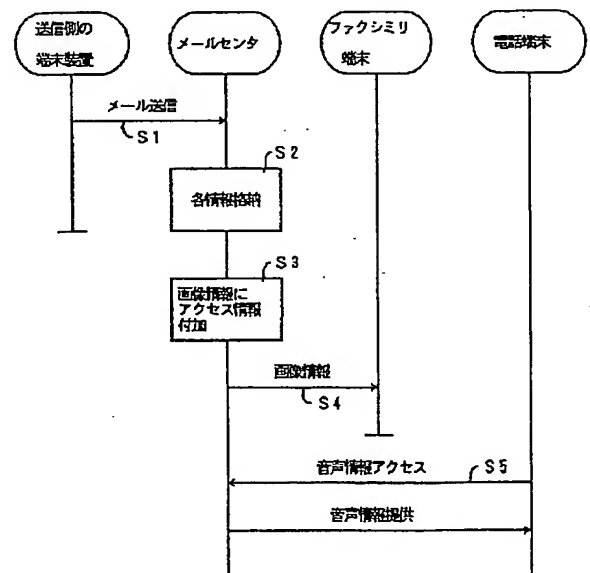 送信側の
端末装置
メールセンタ
ファクシミリ
端末
電話端末
メール送信
S1
S2
各情報格納
S3
画像情報に
アクセス情報
付加
画像情報
S4
音声情報アクセス
S5
音声情報提供